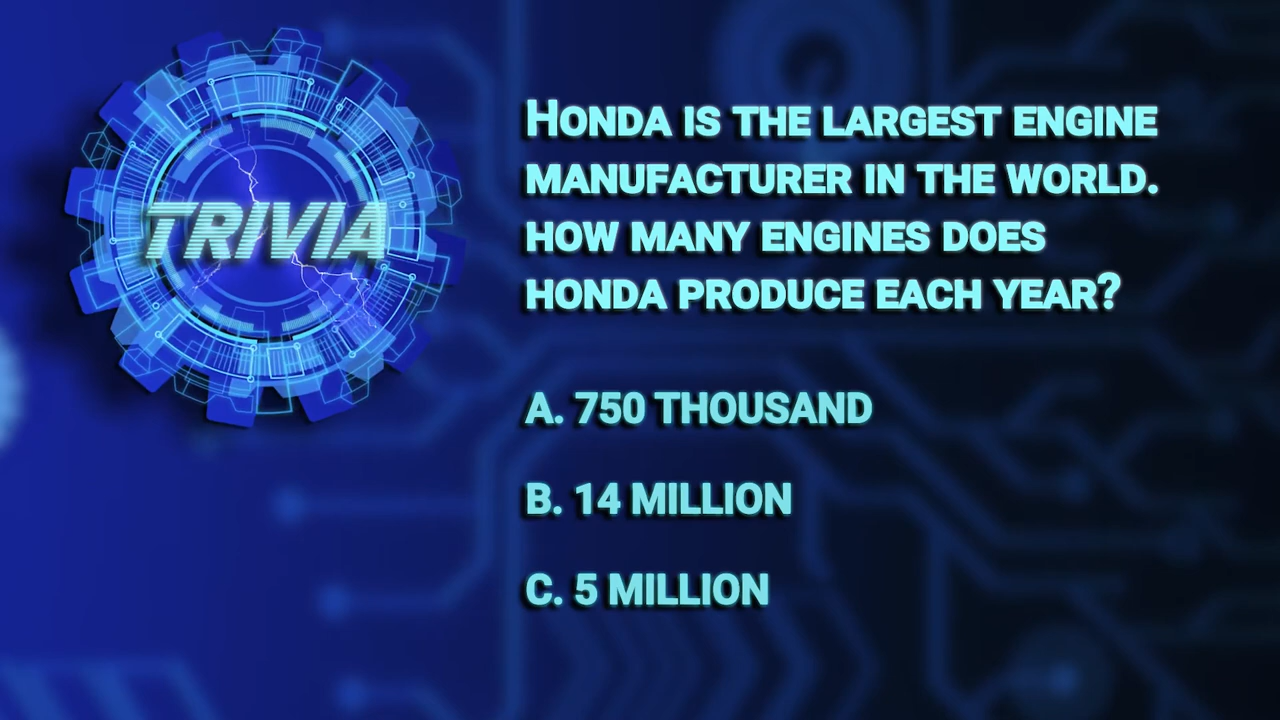 TRIVIA
HONDA IS THE LARGEST ENGINE
MANUFACTURER IN THE WORLD.
HOW MANY ENGINES DOES
HONDA PRODUCE EACH YEAR?
A. 750 THOUSAND
B. 14 MILLION
C. 5 MILLION